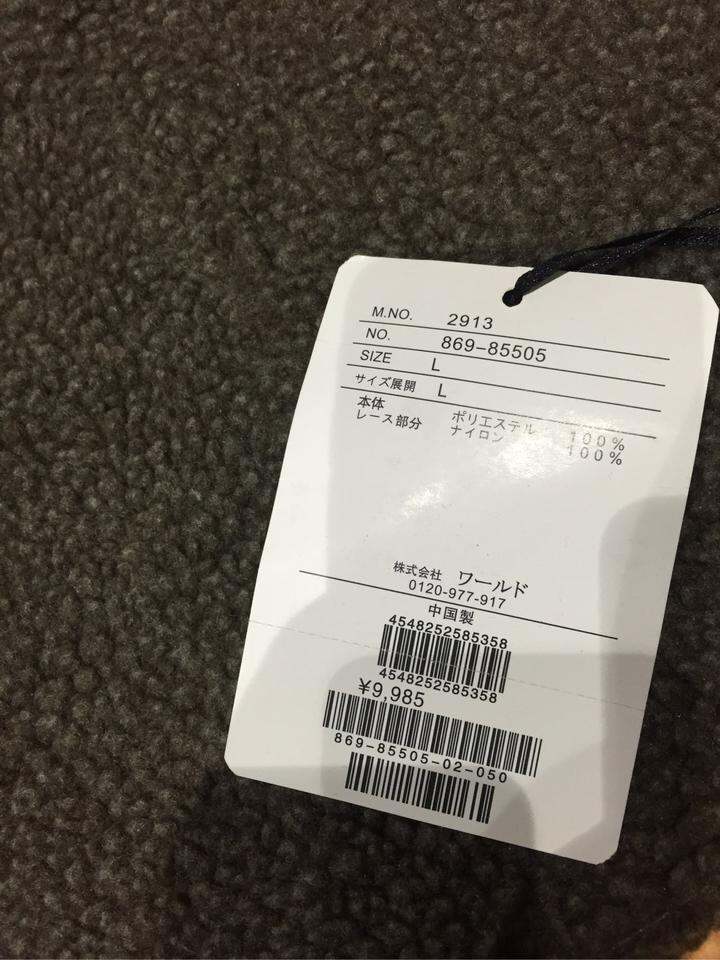 M.NO. 2913
NO. 869-85505
SIZE L
サイズ展開 L
本体 ポリエステル 100%
レース部分 ナイロン 100%
株式会社 ワールド
0120-977-917
中国製
4548252585358
4548252585358
¥9,985
869-85505-02-050